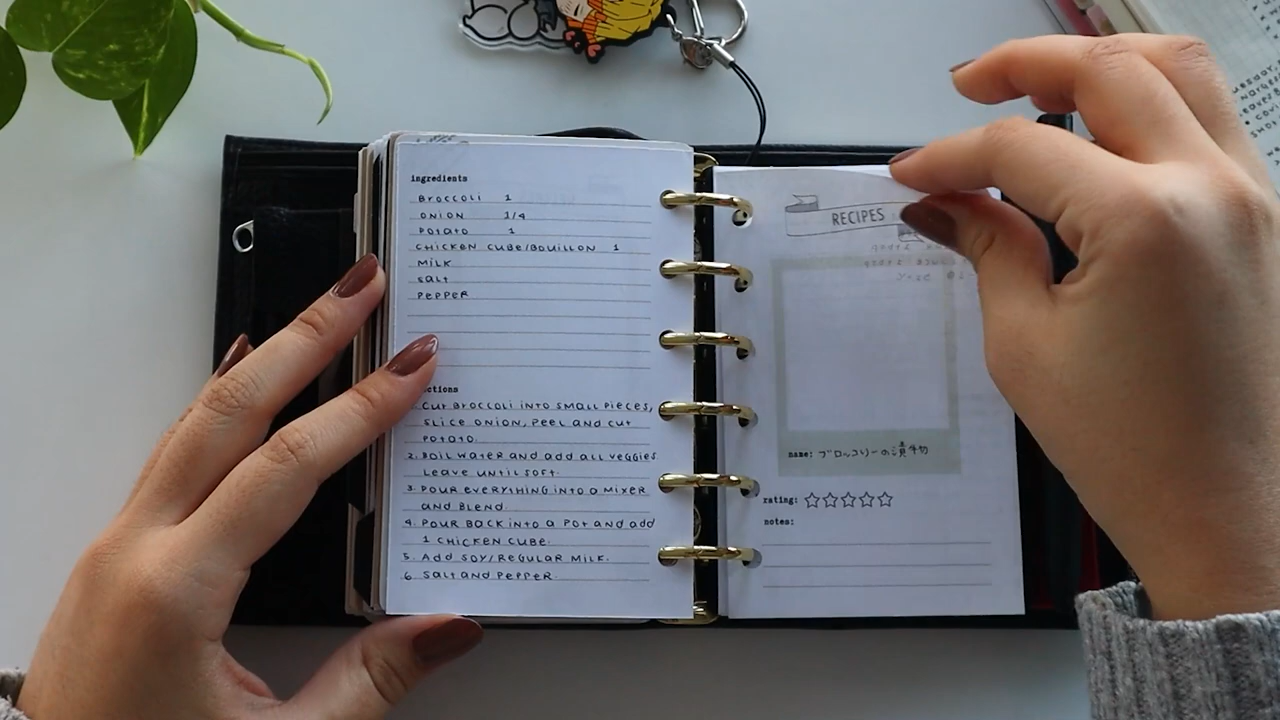 ingredients
BROCCOLI 1
ONION 1/4
POTATO 1
CHICKEN CUBE/BOUILLON 1
MILK
SALT
PEPPER
ctions
1. CUT BROCCOLI INTO SMALL PIECES,
SLICE ONION, PEEL AND CUT
POTATO.
2. BOIL WATER AND ADD ALL VEGGIES
LEAVE UNTIL SOFT.
3. POUR EVERYTHING INTO A MIXER
AND BLEND.
4. POUR BACK INTO A POT AND ADD
1 CHICKEN CUBE.
5. ADD SOY/REGULAR MILK.
6. SALT AND PEPPER.
RECIPES
name: ブロッコリーの漬け物
rating:
notes: